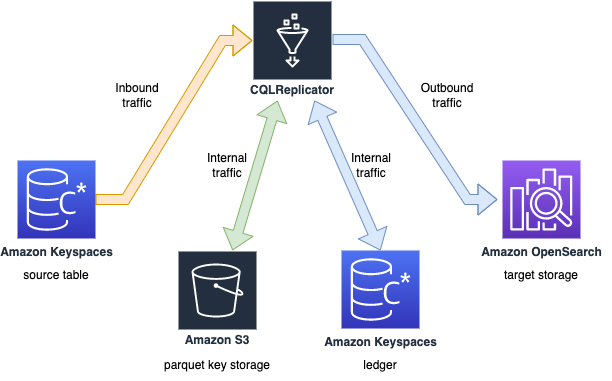 CQLReplicator
Inbound
traffic
Outbound
traffic
Internal
traffic
Internal
traffic
C*
Amazon Keyspaces
source table
Amazon OpenSearch
target storage
C*
Amazon S3
parquet key storage
Amazon Keyspaces
ledger